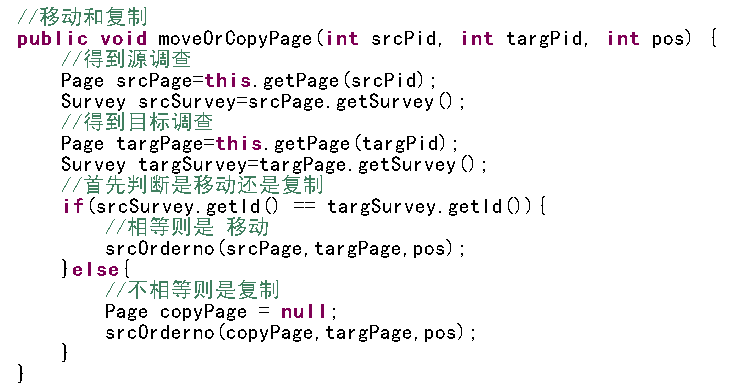 //移动和复制
public void moveOrCopyPage(int srcPid, int targPid, int pos) {
    //得到源调查
    Page srcPage=this.getPage(srcPid);
    Survey srcSurvey=srcPage.getSurvey();
    //得到目标调查
    Page targPage=this.getPage(targPid);
    Survey targSurvey=targPage.getSurvey();
    //首先判断是移动还是复制
    if(srcSurvey.getId() == targSurvey.getId()){
        //相等则是 移动
        srcOrderno(srcPage,targPage,pos);
    }else{
        //不相等则是复制
        Page copyPage = null;
        srcOrderno(copyPage,targPage,pos);
    }
}